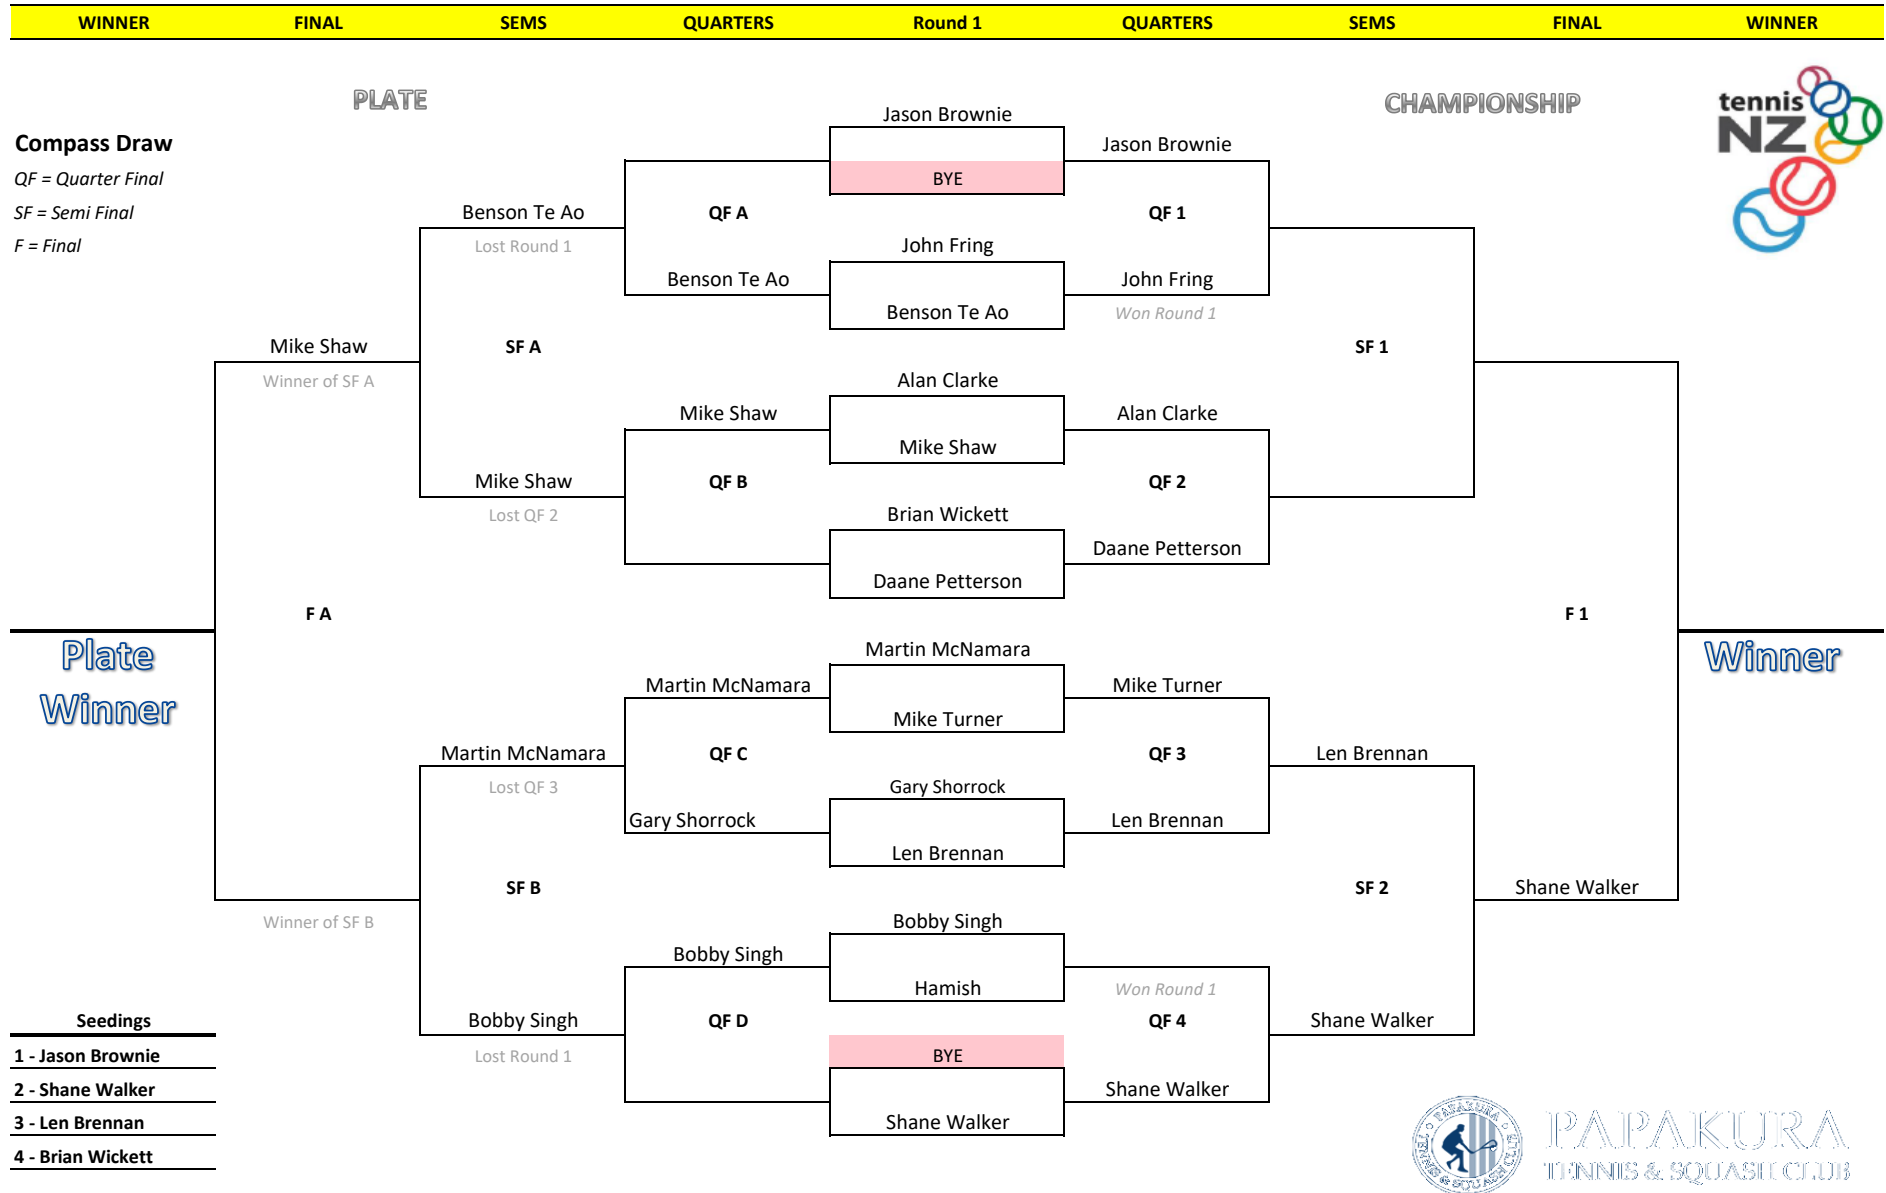 WINNER FINAL SEMS QUARTERS Round 1 QUARTERS SEMS FINAL WINNER
PLATE CHAMPIONSHIP
tennis
NZ
Jason Brownie
Compass Draw Jason Brownie
QF = Quarter Final BYE
SF = Semi Final Benson Te Ao QF A QF 1
F = Final Lost Round 1 John Fring
Benson Te Ao John Fring
Benson Te Ao Won Round 1
Mike Shaw SF A SF 1
Winner of SF A Alan Clarke
Mike Shaw Alan Clarke
Mike Shaw
Mike Shaw QF B QF 2
Lost QF 2 Brian Wickett
Daane Petterson
Daane Petterson
F A F 1
Plate Martin McNamara Winner
Winner Martin McNamara Mike Turner
Mike Turner
Martin McNamara QF C QF 3 Len Brennan
Lost QF 3 Gary Shorrock
Gary Shorrock Len Brennan
Len Brennan
SF B SF 2 Shane Walker
Winner of SF B Bobby Singh
Bobby Singh
Hamish Won Round 1
Seedings Bobby Singh QF D QF 4 Shane Walker
1 - Jason Brownie Lost Round 1 BYE
2 - Shane Walker Shane Walker
3 - Len Brennan Shane Walker
4 - Brian Wickett
PAPAKURA
TENNIS & SQUASH CLUB
PAPAKURA
TENNIS & SQUASH CLUB